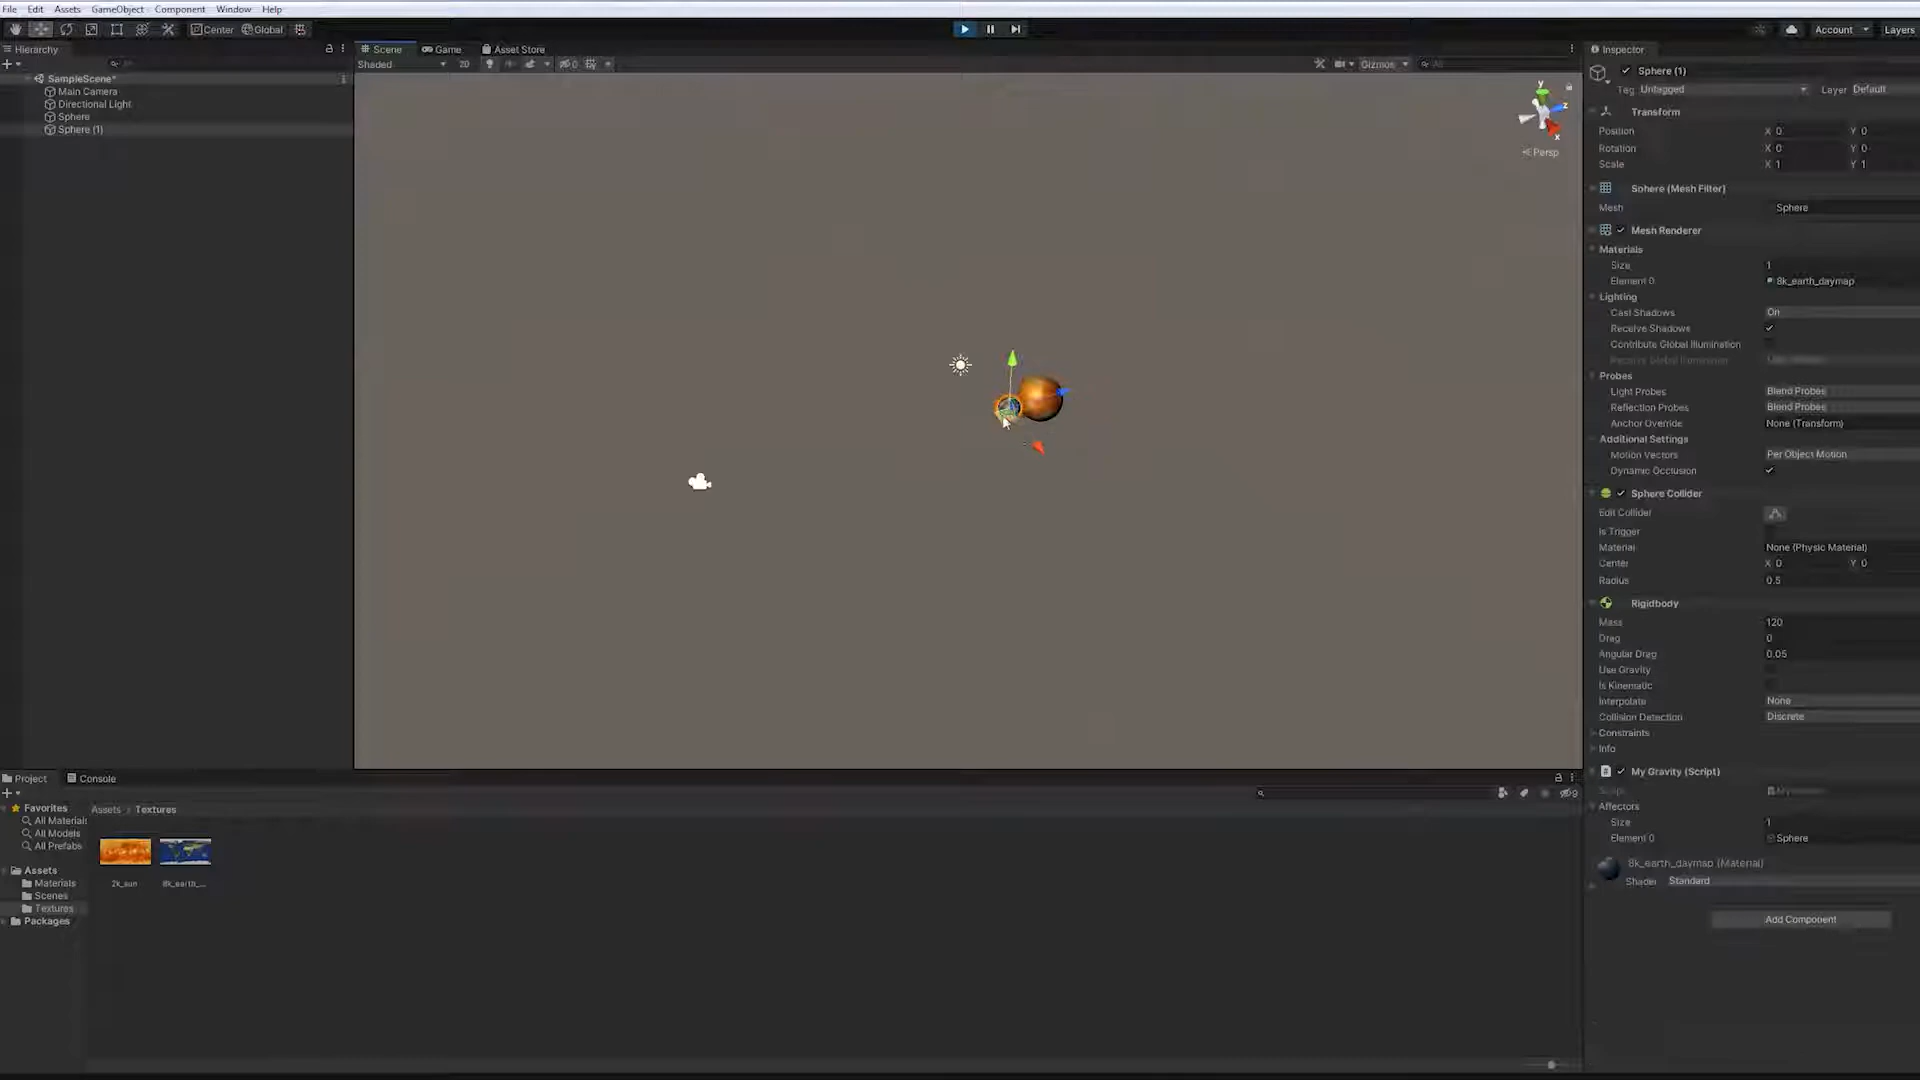 File Edit Assets GameObject Component Window Help
Center Global Account Layers
Hierarchy
Scene Game Asset Store
Inspector
Shaded 2D Gizmos
SampleScene*
Main Camera
Directional Light
Sphere
Sphere (1)
y
z
x
Persp
Sphere (1)
Tag Untagged Layer Default
Transform
Position X 0 Y 0
Rotation X 0 Y 0
Scale X 1 Y 1
Sphere (Mesh Filter)
Mesh Sphere
Mesh Renderer
Materials
Size 1
Element 0 8k_earth_daymap
Lighting
Cast Shadows On
Receive Shadows
Contribute Global Illumination
Receive Global Illumination
Probes
Light Probes Blend Probes
Reflection Probes Blend Probes
Anchor Override None (Transform)
Additional Settings
Motion Vectors Per Object Motion
Dynamic Occlusion
Sphere Collider
Edit Collider
Is Trigger
Material None (Physic Material)
Center X 0 Y 0
Radius 0.5
Rigidbody
Mass 120
Drag 0
Angular Drag 0.05
Use Gravity
Is Kinematic
Interpolate None
Collision Detection Discrete
Constraints
Info
My Gravity (Script)
Script
Affectors
Size 1
Element 0 Sphere
8k_earth_daymap (Material)
Shader Standard
Add Component
Project Console
Favorites
All Materials
All Models
All Prefabs
Assets
Materials
Scenes
Textures
Packages
Assets Textures
2k_sun 8k_earth_...